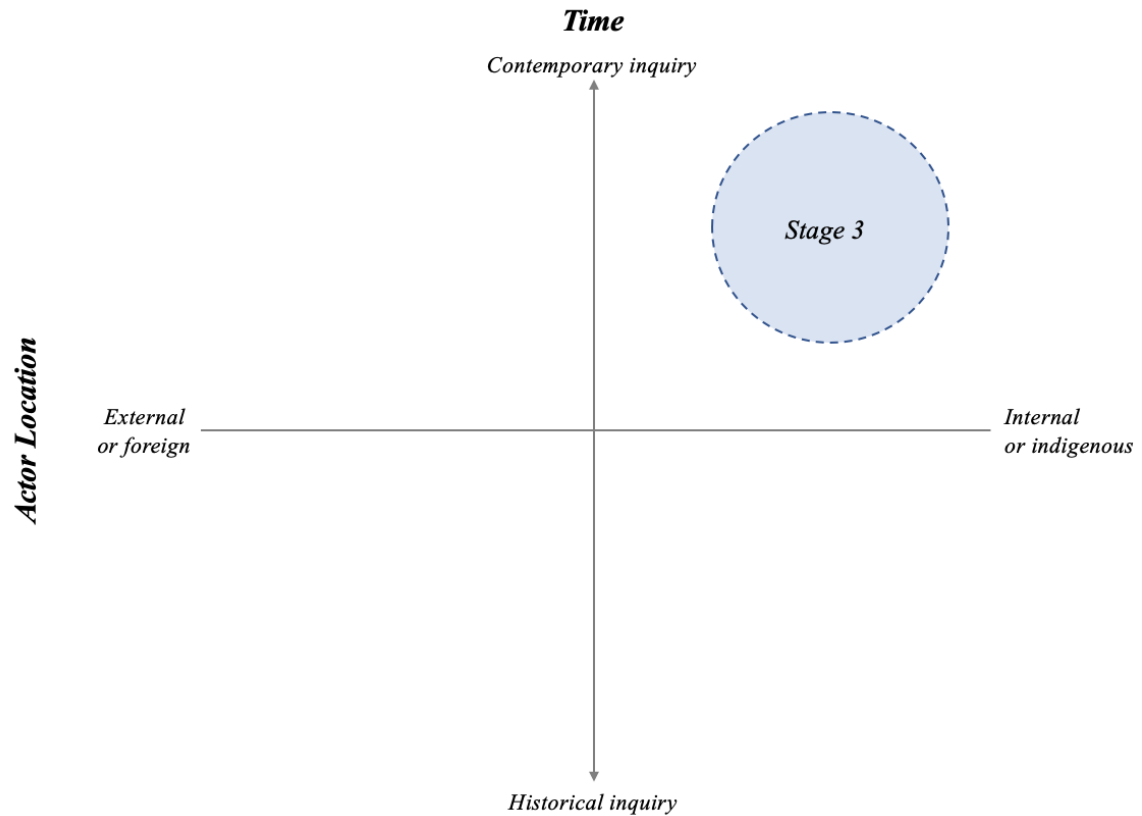 Time
Contemporary inquiry
Stage 3
Actor Location
External
or foreign
Internal
or indigenous
Historical inquiry